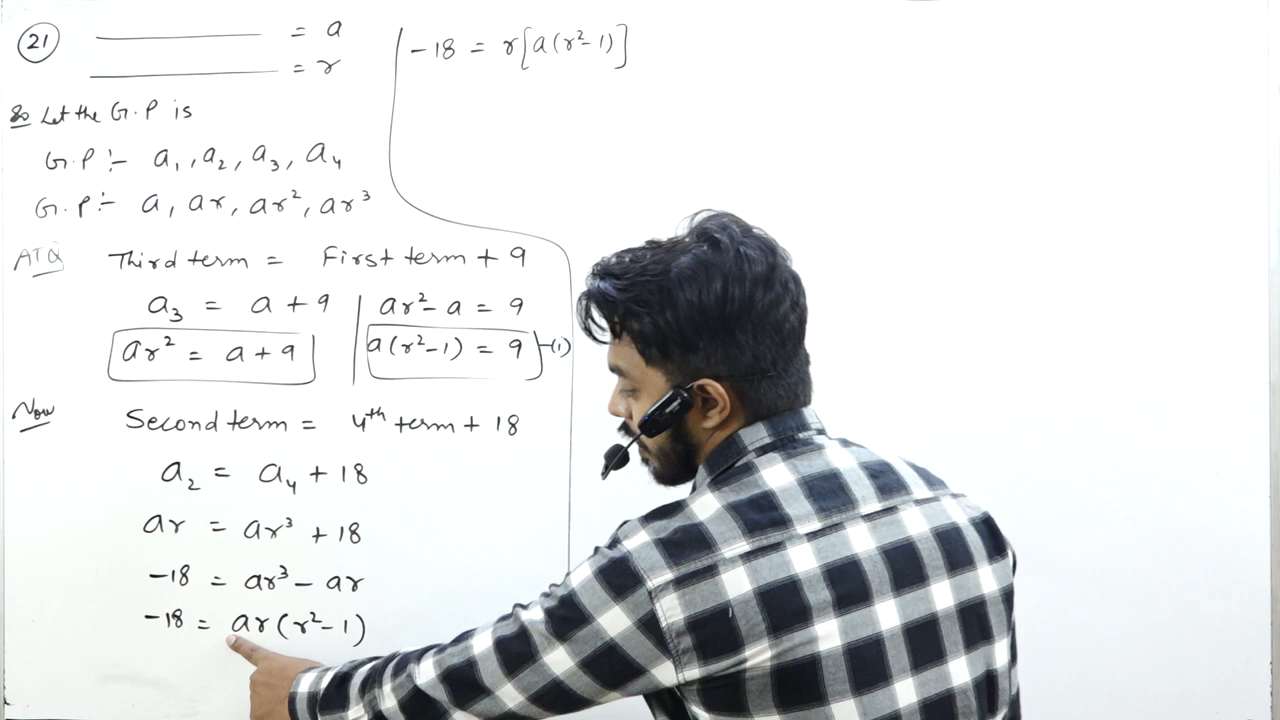 (21) ________ = a
________ = r
So Let the G.P is
G.P :- a₁, a₂, a₃, a₄
G.P :- a, ar, ar², ar³
ATQ Third term = First term + 9
a₃ = a + 9 | ar² - a = 9
ar² = a + 9 | a(r²-1) = 9 -(1)
Now Second term = 4th term + 18
a₂ = a₄ + 18
ar = ar³ + 18
-18 = ar³ - ar
-18 = ar(r²-1)
-18 = r[a(r²-1)]